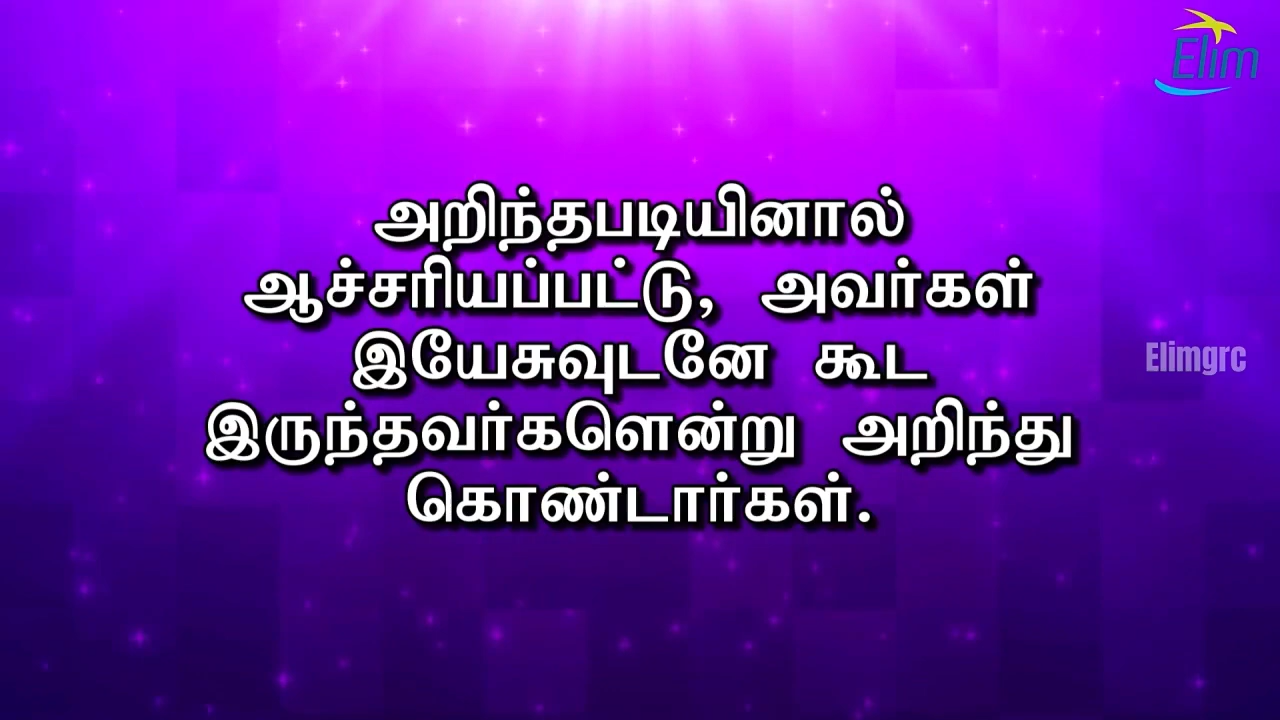 Elim
அறிந்தபடியினால்
ஆச்சரியப்பட்டு, அவர்கள்
இயேசுவுடனே கூட
Elimgrc
இருந்தவர்களென்று அறிந்து
கொண்டார்கள்.